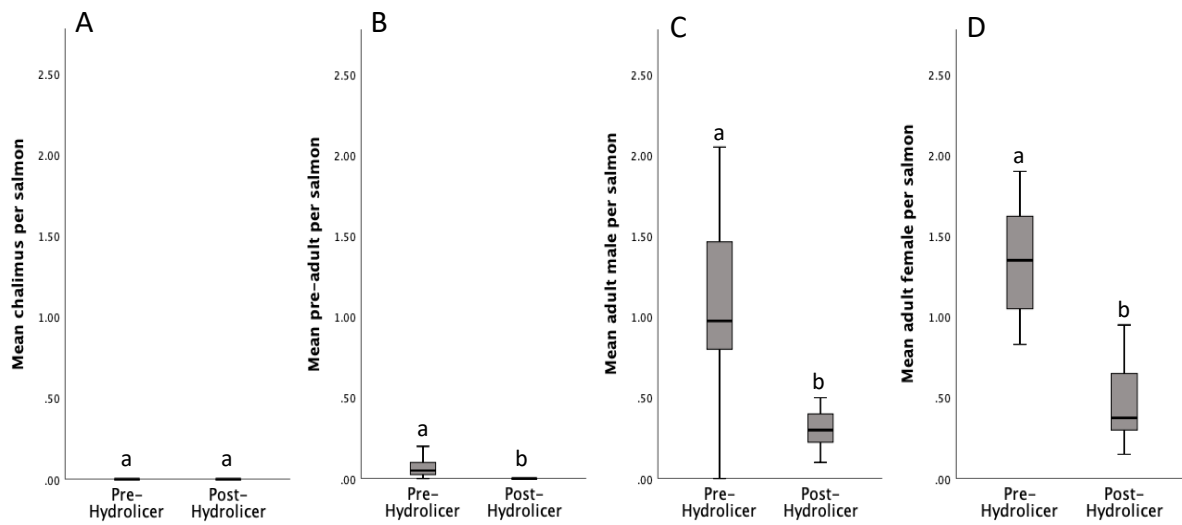 A
Mean chalimus per salmon
2.50
2.00
1.50
1.00
.50
.00
a
a
Pre–
Hydrolicer
Post–
Hydrolicer
B
Mean pre–adult per salmon
2.50
2.00
1.50
1.00
.50
.00
a
b
Pre–
Hydrolicer
Post–
Hydrolicer
C
Mean adult male per salmon
2.50
2.00
1.50
1.00
.50
.00
a
b
Pre–
Hydrolicer
Post–
Hydrolicer
D
Mean adult female per salmon
2.50
2.00
1.50
1.00
.50
.00
a
b
Pre–
Hydrolicer
Post–
Hydrolicer